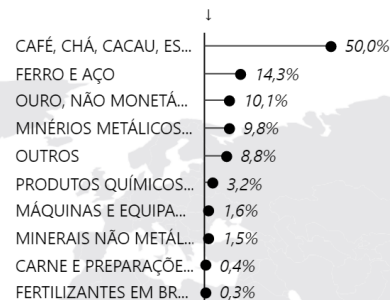 ↓
CAFÉ, CHÁ, CACAU, ES... 50,0%
FERRO E AÇO 14,3%
OURO, NÃO MONETÁ... 10,1%
MINÉRIOS METÁLICOS... 9,8%
OUTROS 8,8%
PRODUTOS QUÍMICOS... 3,2%
MÁQUINAS E EQUIPA... 1,6%
MINERAIS NÃO METÁL... 1,5%
CARNE E PREPARAÇÕE... 0,4%
FERTILIZANTES EM BR... 0,3%